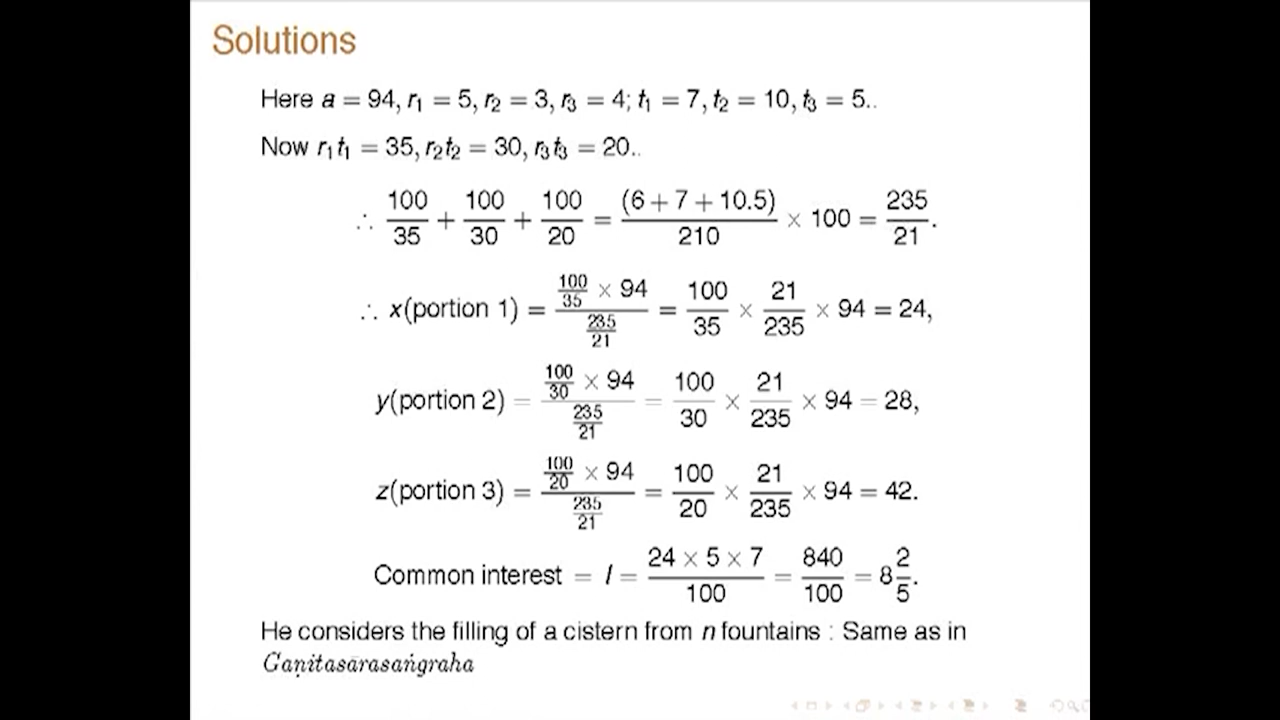 Solutions
Here a = 94, r₁ = 5, r₂ = 3, r₃ = 4; t₁ = 7, t₂ = 10, t₃ = 5..
Now r₁t₁ = 35, r₂t₂ = 30, r₃t₃ = 20..
∴ 100/35 + 100/30 + 100/20 = (6 + 7 + 10.5)/210 × 100 = 235/21.
∴ x(portion 1) = (100/35 × 94)/(235/21) = 100/35 × 21/235 × 94 = 24,
y(portion 2) = (100/30 × 94)/(235/21) = 100/30 × 21/235 × 94 = 28,
z(portion 3) = (100/20 × 94)/(235/21) = 100/20 × 21/235 × 94 = 42.
Common interest = I = (24 × 5 × 7)/100 = 840/100 = 8 2/5.
He considers the filling of a cistern from n fountains : Same as in
Gaṇitasārasaṅgraha